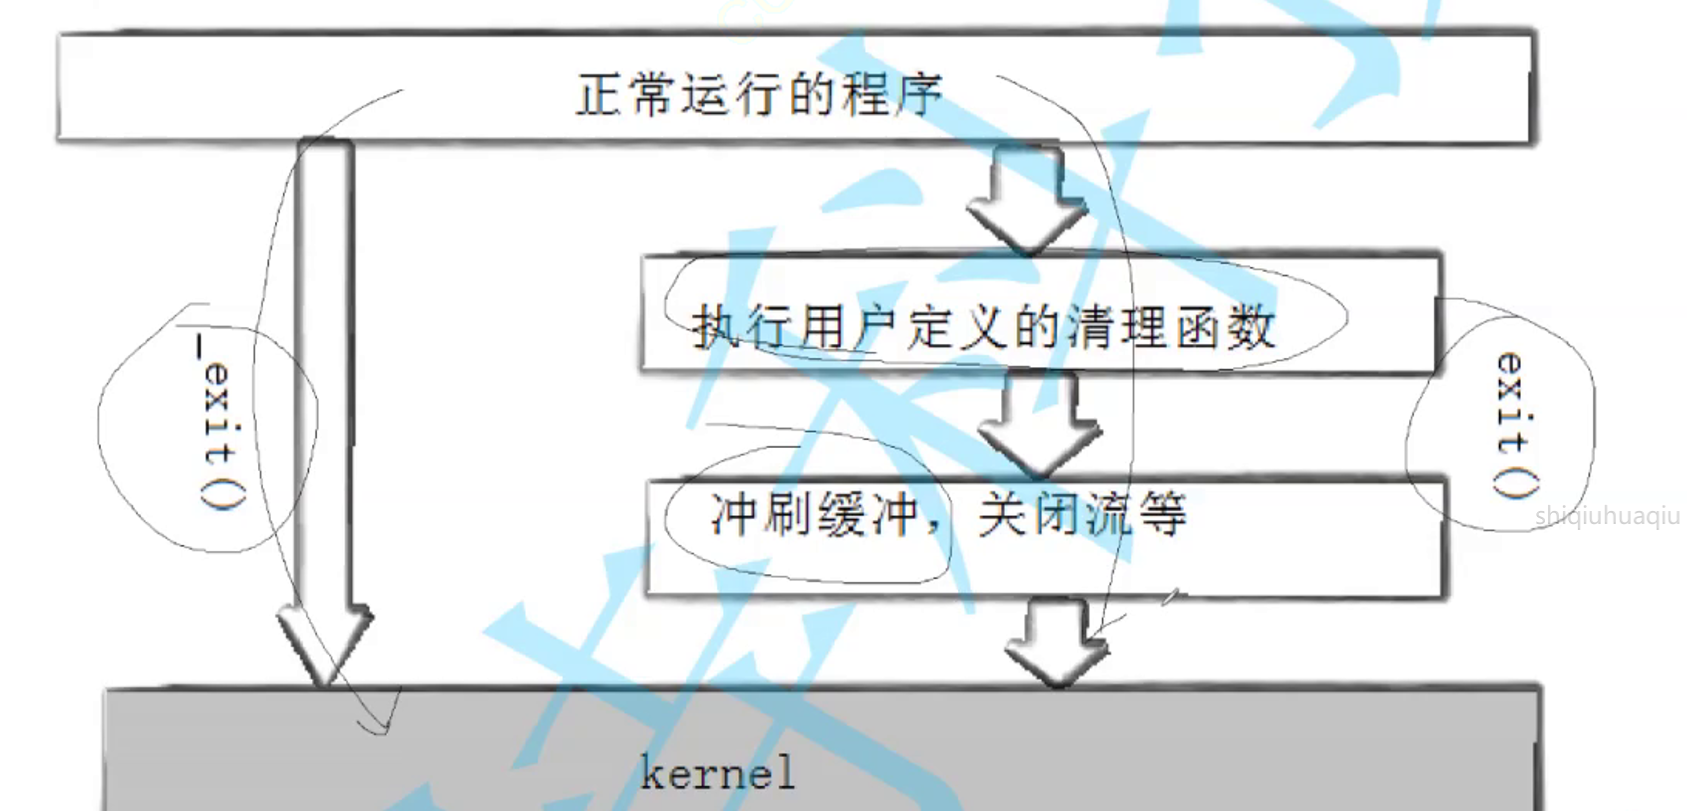 正常运行的程序
执行用户定义的清理函数
_exit()
exit()
冲刷缓冲，关闭流等
shiqiuhuaqiu
kernel